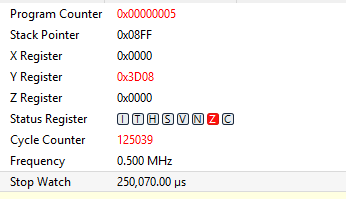 Program Counter 0x00000005
Stack Pointer 0x08FF
X Register 0x0000
Y Register 0x3D08
Z Register 0x0000
Status Register I T H S V N Z C
Cycle Counter 125039
Frequency 0.500 MHz
Stop Watch 250,070.00 µs